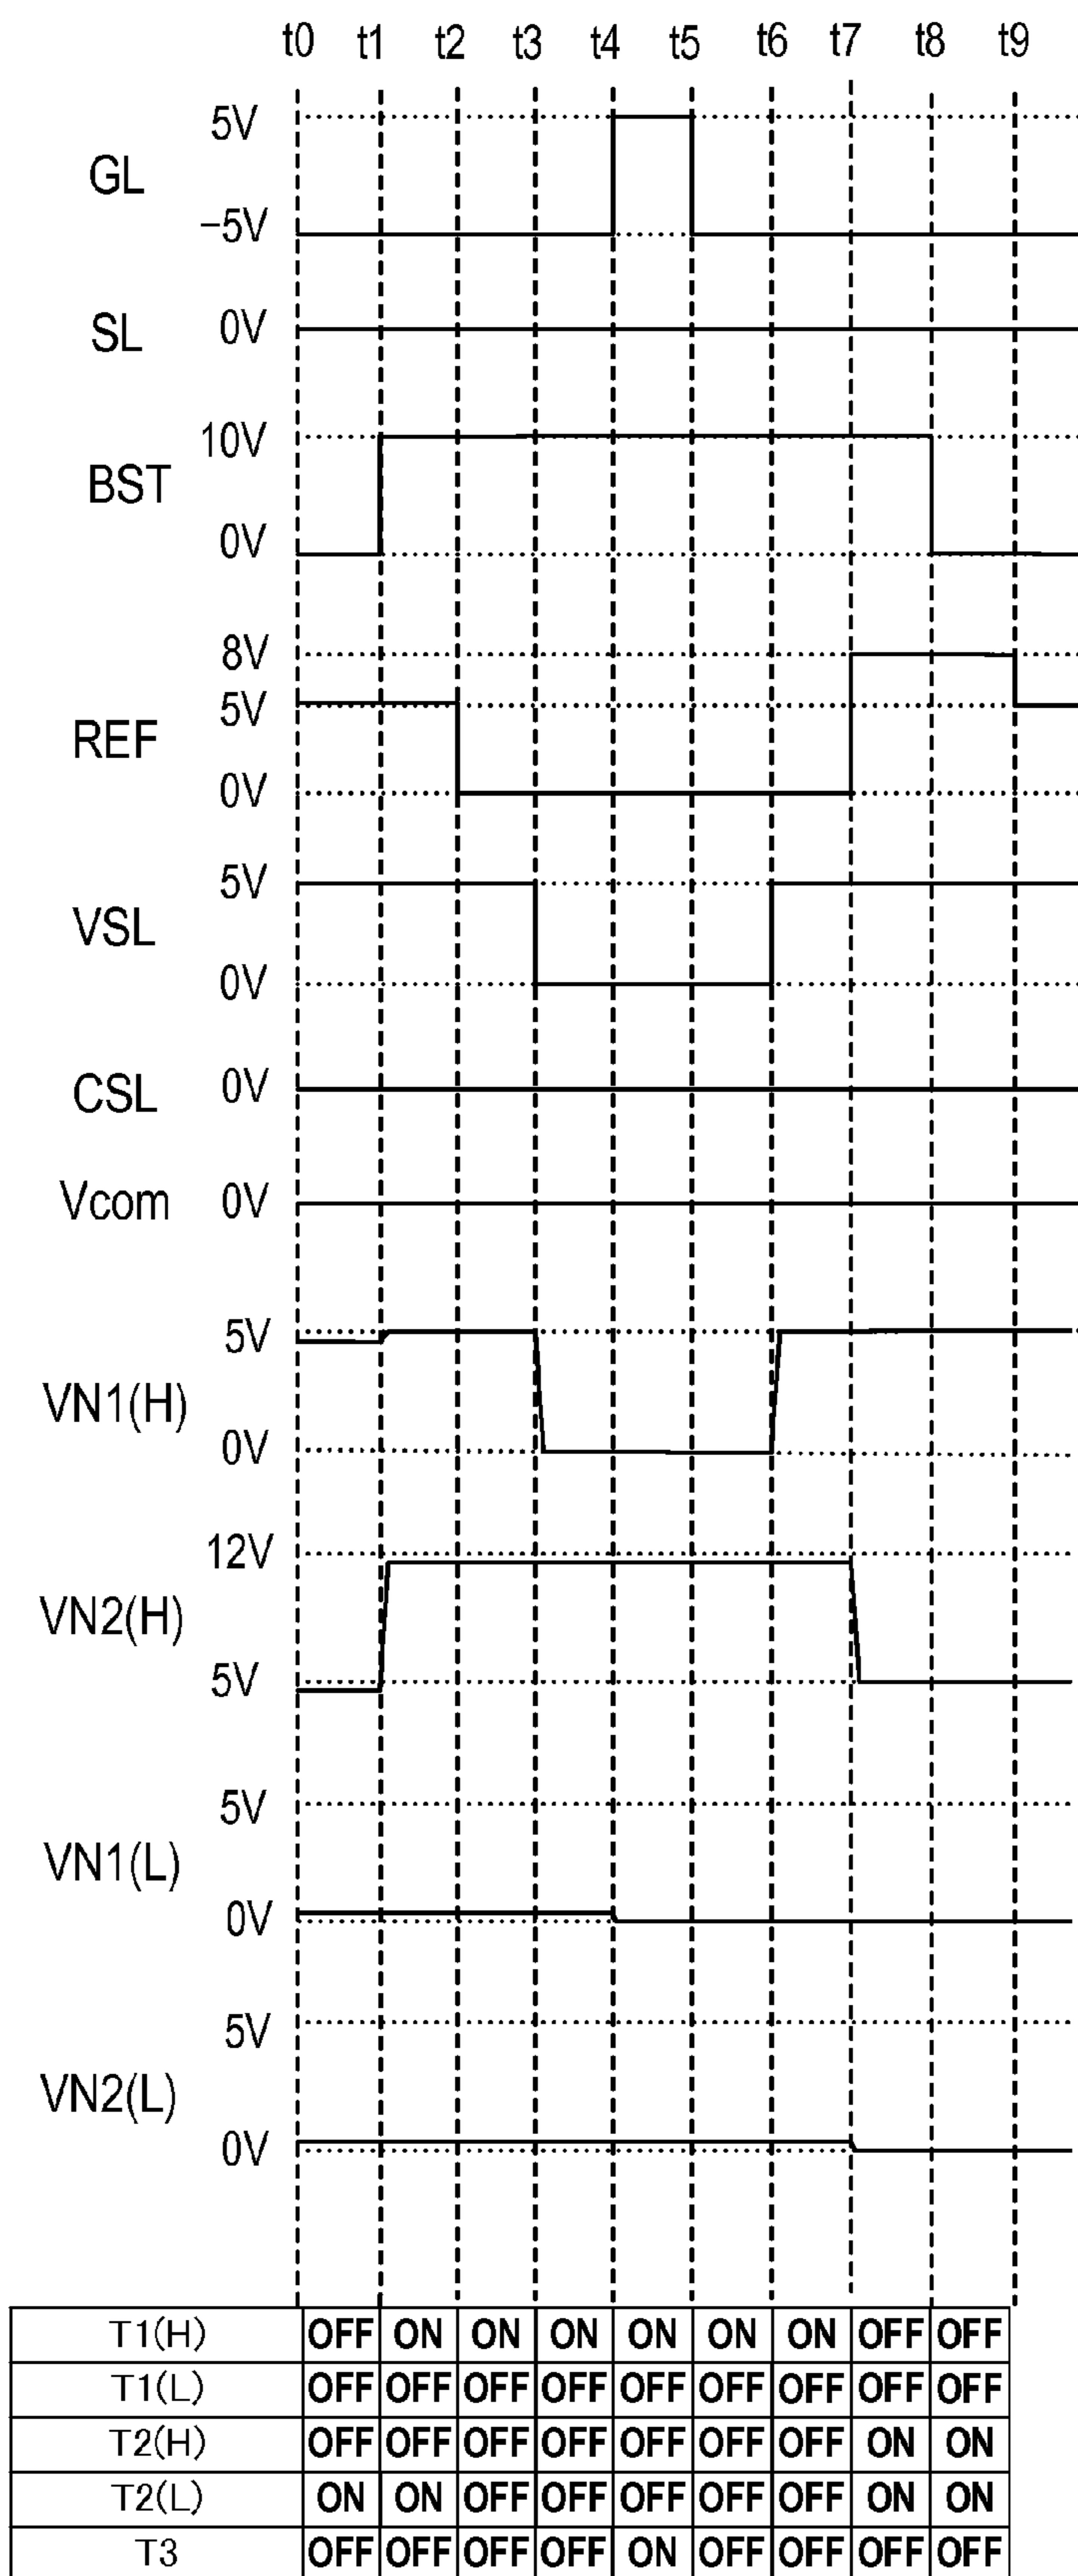 t0 t1 t2 t3 t4 t5 t6 t7 t8 t9
5V
GL
−5V
SL 0V
10V
BST
0V
8V
5V
REF
0V
5V
VSL
0V
CSL 0V
Vcom 0V
5V
VN1(H)
0V
12V
VN2(H)
5V
5V
VN1(L)
0V
5V
VN2(L)
0V
T1(H) OFF ON ON ON ON ON ON OFF OFF
T1(L) OFF OFF OFF OFF OFF OFF OFF OFF OFF
T2(H) OFF OFF OFF OFF OFF OFF OFF ON ON
T2(L) ON ON OFF OFF OFF OFF OFF ON ON
T3 OFF OFF OFF OFF ON OFF OFF OFF OFF